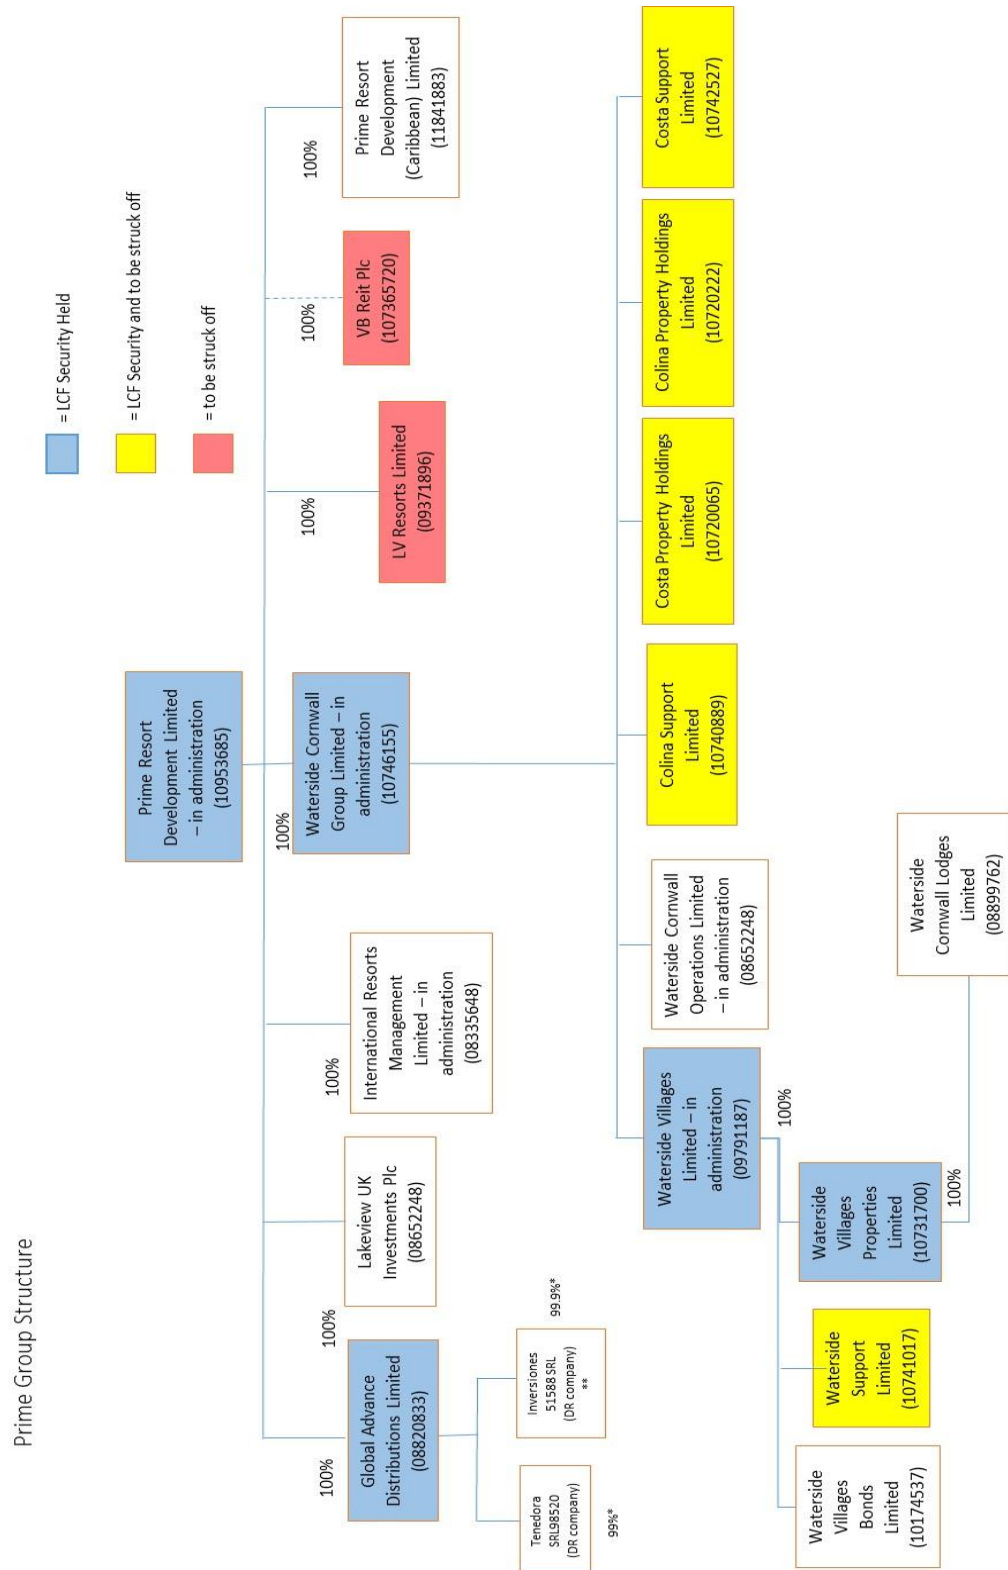 Prime Group Structure
= LCF Security Held
= LCF Security and to be struck off
= to be struck off
Prime Resort
Development Limited
– in administration
(10953685)
100%
Global Advance
Distributions Limited
(08820833)
100%
Lakeview UK
Investments Plc
(08652248)
100%
International Resorts
Management
Limited – in
administration
(08335648)
100%
Waterside Cornwall
Group Limited – in
administration
(10746155)
100%
LV Resorts Limited
(09371896)
100%
VB Reit Plc
(107365720)
100%
Prime Resort
Development
(Caribbean) Limited
(11841883)
Tenedora
SRL98520
(DR company)
99%*
Inversiones
51588 SRL
(DR company)
**
99.9%*
Waterside Villages
Limited – in
administration
(09791187)
Waterside Cornwall
Operations Limited
– in administration
(08652248)
Colina Support
Limited
(10740889)
Costa Property Holdings
Limited
(10720065)
Colina Property Holdings
Limited
(10720222)
Costa Support
Limited
(10742527)
100%
Waterside
Villages
Bonds
Limited
(10174537)
Waterside
Support
Limited
(10741017)
Waterside
Villages
Properties
Limited
(10731700)
100%
Waterside
Cornwall Lodges
Limited
(08899762)